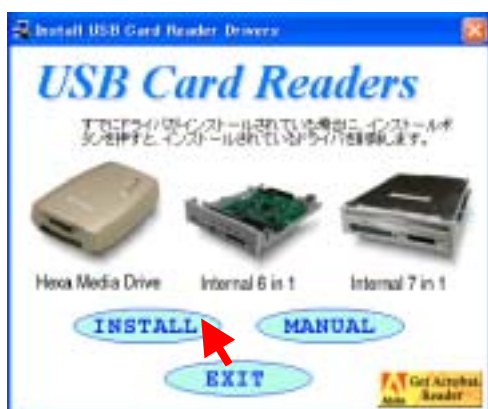 Install USB Card Reader Drivers
USB Card Readers
すでにドライバがインストールされていた場合に、インストールボ
タンを押すと、インストールされているドライバを削除します。
Hexa Media Drive
Internal 6 in 1
Internal 7 in 1
INSTALL
MANUAL
EXIT
Get Acrobat
Reader
Adobe